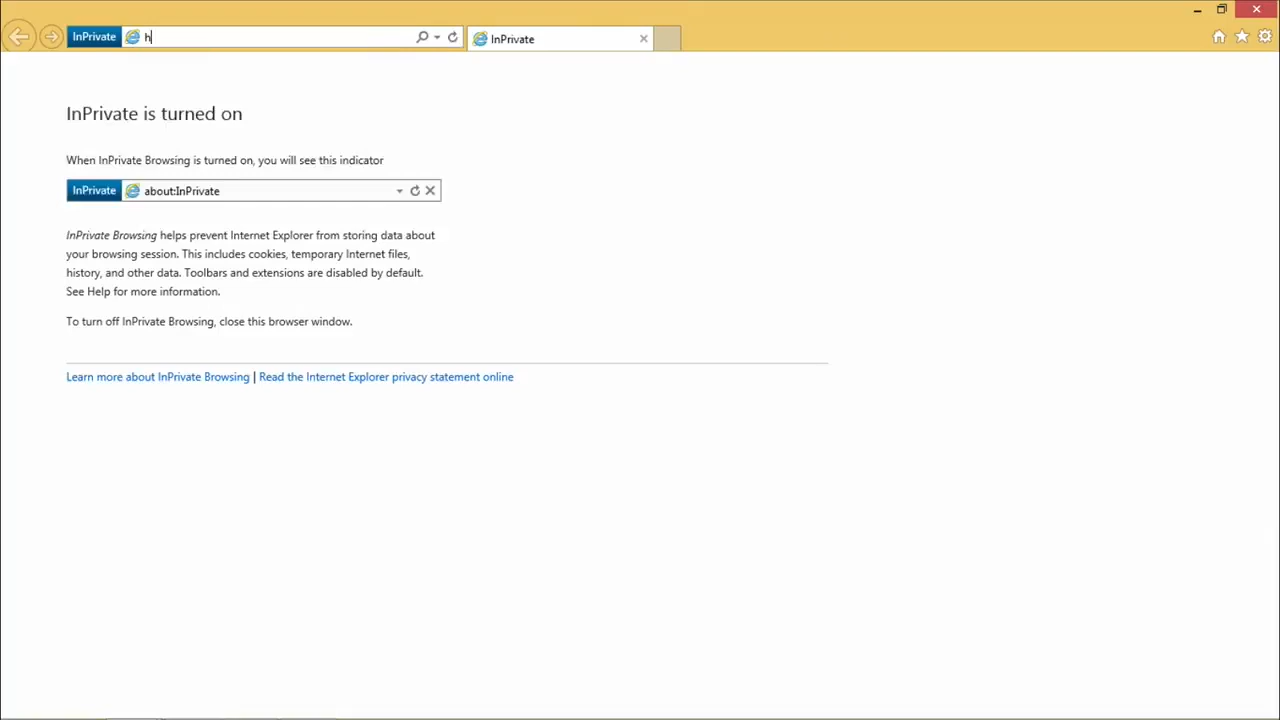 InPrivate h InPrivate
InPrivate is turned on
When InPrivate Browsing is turned on, you will see this indicator
InPrivate about:InPrivate
InPrivate Browsing helps prevent Internet Explorer from storing data about
your browsing session. This includes cookies, temporary Internet files,
history, and other data. Toolbars and extensions are disabled by default.
See Help for more information.
To turn off InPrivate Browsing, close this browser window.
Learn more about InPrivate Browsing | Read the Internet Explorer privacy statement online